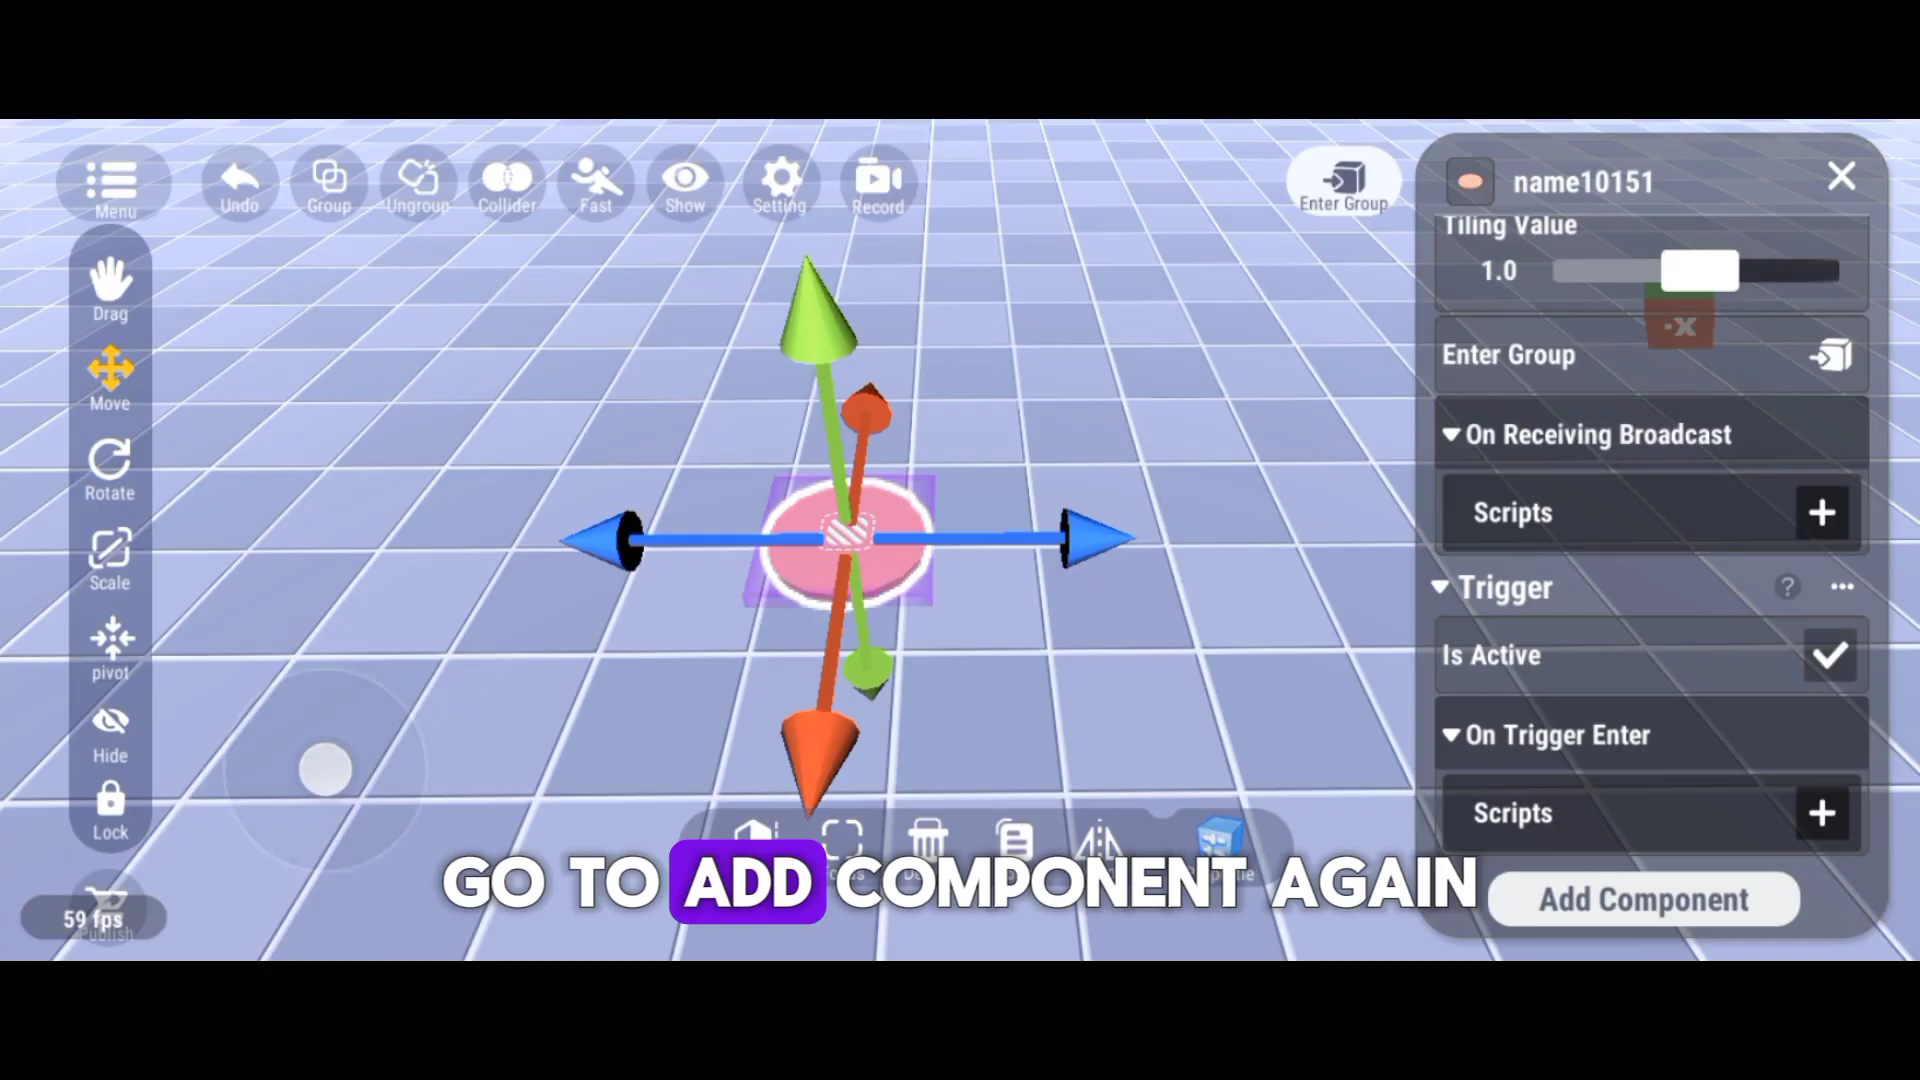 Menu
Undo
Group
Ungroup
Collider
Fast
Show
Setting
Record
Enter Group
name10151
Tiling Value
1.0
-X
Enter Group
On Receiving Broadcast
Scripts
Trigger
?
Is Active
On Trigger Enter
Scripts
Add Component
Drag
Move
Rotate
Scale
pivot
Hide
Lock
59 fps
Publish
GO TO ADD COMPONENT AGAIN